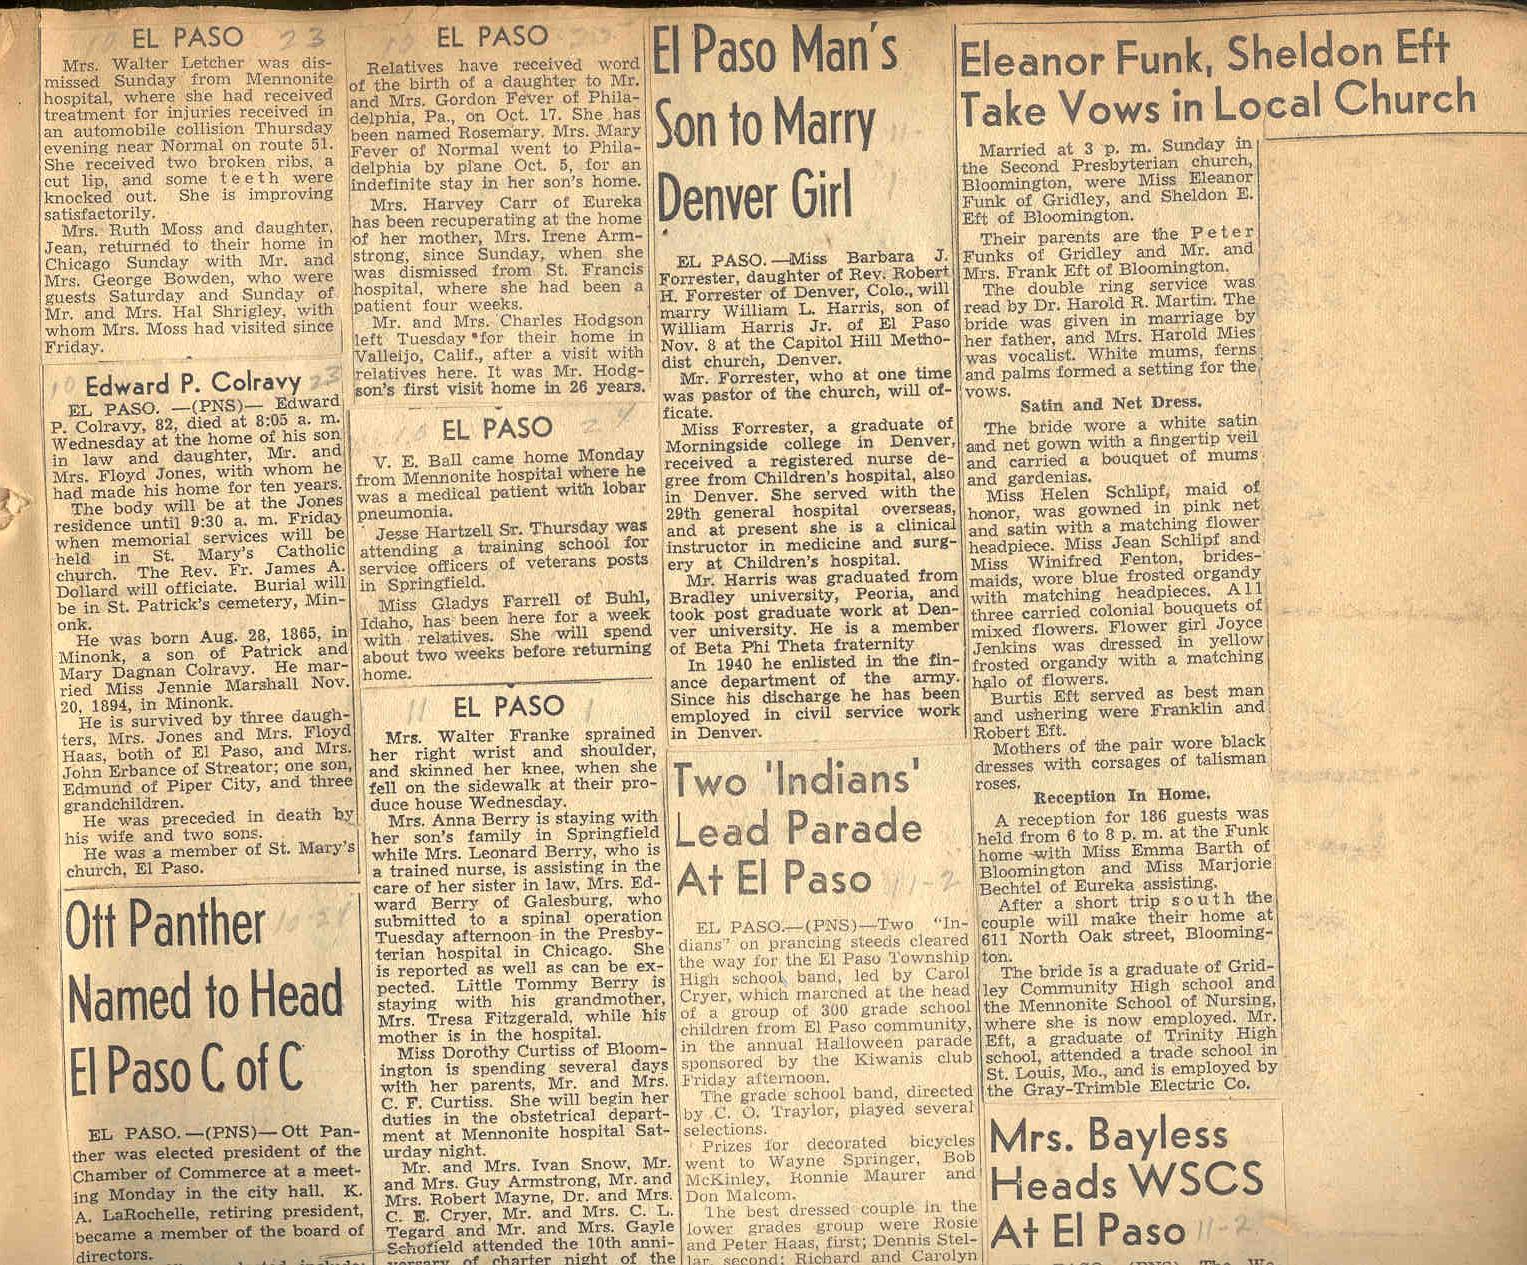 EL PASO
10 23
Mrs. Walter Letcher was dis-
missed Sunday from Mennonite
hospital, where she had received
treatment for injuries received in
an automobile collision Thursday
evening near Normal on route 51.
She received two broken ribs, a
cut lip, and some teeth were
knocked out. She is improving
satisfactorily.
Mrs. Ruth Moss and daughter,
Jean, returned to their home in
Chicago Sunday with Mr. and
Mrs. George Bowden, who were
guests Saturday and Sunday of
Mr. and Mrs. Hal Shrigley, with
whom Mrs. Moss had visited since
Friday.
10 Edward P. Colravy 23
EL PASO. —(PNS)— Edward
P. Colravy, 82, died at 8:05 a. m.
Wednesday at the home of his son
in law and daughter, Mr. and
Mrs. Floyd Jones, with whom he
had made his home for ten years.
The body will be at the Jones
residence until 9:30 a. m. Friday
when memorial services will be
held in St. Mary's Catholic
church. The Rev. Fr. James A.
Dollard will officiate. Burial will
be in St. Patrick's cemetery, Min-
onk.
He was born Aug. 28, 1865, in
Minonk, a son of Patrick and
Mary Dagnan Colravy. He mar-
ried Miss Jennie Marshall Nov.
20, 1894, in Minonk.
He is survived by three daugh-
ters, Mrs. Jones and Mrs. Floyd
Haas, both of El Paso, and Mrs.
John Erbance of Streator; one son,
Edmund of Piper City, and three
grandchildren.
He was preceded in death by
his wife and two sons.
He was a member of St. Mary's
church, El Paso.
Ott Panther
Named to Head
El Paso C of C
EL PASO.—(PNS)—Ott Pan-
ther was elected president of the
Chamber of Commerce at a meet-
ing Monday in the city hall. K.
A. LaRochelle, retiring president,
became a member of the board of
directors.
EL PASO
Relatives have received word
of the birth of a daughter to Mr.
and Mrs. Gordon Fever of Phila-
delphia, Pa., on Oct. 17. She has
been named Rosemary. Mrs. Mary
Fever of Normal went to Phila-
delphia by plane Oct. 5, for an
indefinite stay in her son's home.
Mrs. Harvey Carr of Eureka
has been recuperating at the home
of her mother, Mrs. Irene Arm-
strong, since Sunday, when she
was dismissed from St. Francis
hospital, where she had been a
patient four weeks.
Mr. and Mrs. Charles Hodgson
left Tuesday for their home in
Valleijo, Calif., after a visit with
relatives here. It was Mr. Hodg-
son's first visit home in 26 years.
EL PASO
10 24
V. E. Ball came home Monday
from Mennonite hospital where he
was a medical patient with lobar
pneumonia.
Jesse Hartzell Sr. Thursday was
attending a training school for
service officers of veterans posts
in Springfield.
Miss Gladys Farrell of Buhl,
Idaho, has been here for a week
with relatives. She will spend
about two weeks before returning
home.
11 EL PASO 1
Mrs. Walter Franke sprained
her right wrist and shoulder,
and skinned her knee, when she
fell on the sidewalk at their pro-
duce house Wednesday.
Mrs. Anna Berry is staying with
her son's family in Springfield
while Mrs. Leonard Berry, who is
a trained nurse, is assisting in the
care of her sister in law, Mrs. Ed-
ward Berry of Galesburg, who
submitted to a spinal operation
Tuesday afternoon in the Presby-
terian hospital in Chicago. She
is reported as well as can be ex-
pected. Little Tommy Berry is
staying with his grandmother,
Mrs. Tresa Fitzgerald, while his
mother is in the hospital.
Miss Dorothy Curtiss of Bloom-
ington is spending several days
with her parents, Mr. and Mrs.
C. F. Curtiss. She will begin her
duties in the obstetrical depart-
ment at Mennonite hospital Sat-
urday night.
Mr. and Mrs. Ivan Snow, Mr.
and Mrs. Guy Armstrong, Mr. and
Mrs. Robert Mayne, Dr. and Mrs.
C. E. Cryer, Mr. and Mrs. C. L.
Tegard and Mr. and Mrs. Gayle
Schofield attended the 10th anni-
versary of charter night of the
El Paso Man's
Son to Marry
Denver Girl
EL PASO.—Miss Barbara J.
Forrester, daughter of Rev. Robert
H. Forrester of Denver, Colo., will
marry William L. Harris, son of
William Harris Jr. of El Paso
Nov. 8 at the Capitol Hill Metho-
dist church, Denver.
Mr. Forrester, who at one time
was pastor of the church, will of-
ficate.
Miss Forrester, a graduate of
Morningside college in Denver,
received a registered nurse de-
gree from Children's hospital, also
in Denver. She served with the
29th general hospital overseas,
and at present she is a clinical
instructor in medicine and surg-
ery at Children's hospital.
Mr. Harris was graduated from
Bradley university, Peoria, and
took post graduate work at Den-
ver university. He is a member
of Beta Phi Theta fraternity
In 1940 he enlisted in the fin-
ance department of the army.
Since his discharge he has been
employed in civil service work
in Denver.
Two 'Indians'
Lead Parade
At El Paso 11-2
EL PASO.—(PNS)—Two "In-
dians" on prancing steeds cleared
the way for the El Paso Township
High school band, led by Carol
Cryer, which marched at the head
of a group of 300 grade school
children from El Paso community,
in the annual Halloween parade
sponsored by the Kiwanis club
Friday afternoon.
The grade school band, directed
by C. O. Traylor, played several
selections.
Prizes for decorated bicycles
went to Wayne Springer, Bob
McKinley, Ronnie Maurer and
Don Malcom.
The best dressed couple in the
lower grades group were Rosie
and Peter Haas, first; Dennis Stel-
lar, second; Richard and Carolyn
Eleanor Funk, Sheldon Eft
Take Vows in Local Church
Married at 3 p. m. Sunday in
the Second Presbyterian church,
Bloomington, were Miss Eleanor
Funk of Gridley, and Sheldon E.
Eft of Bloomington.
Their parents are the Peter
Funks of Gridley and Mr. and
Mrs. Frank Eft of Bloomington.
The double ring service was
read by Dr. Harold R. Martin. The
bride was given in marriage by
her father, and Mrs. Harold Mies
was vocalist. White mums, ferns
and palms formed a setting for the
vows.
Satin and Net Dress.
The bride wore a white satin
and net gown with a fingertip veil
and carried a bouquet of mums
and gardenias.
Miss Helen Schlipf, maid of
honor, was gowned in pink net
and satin with a matching flower
headpiece. Miss Jean Schlipf and
Miss Winifred Fenton, brides-
maids, wore blue frosted organdy
with matching headpieces. All
three carried colonial bouquets of
mixed flowers. Flower girl Joyce
Jenkins was dressed in yellow
frosted organdy with a matching
halo of flowers.
Burtis Eft served as best man
and ushering were Franklin and
Robert Eft.
Mothers of the pair wore black
dresses with corsages of talisman
roses.
Reception In Home.
A reception for 186 guests was
held from 6 to 8 p. m. at the Funk
home with Miss Emma Barth of
Bloomington and Miss Marjorie
Bechtel of Eureka assisting.
After a short trip south the
couple will make their home at
611 North Oak street, Blooming-
ton.
The bride is a graduate of Grid-
ley Community High school and
the Mennonite School of Nursing,
where she is now employed. Mr.
Eft, a graduate of Trinity High
school, attended a trade school in
St. Louis, Mo., and is employed by
the Gray-Trimble Electric Co.
Mrs. Bayless
Heads WSCS
At El Paso 11-2